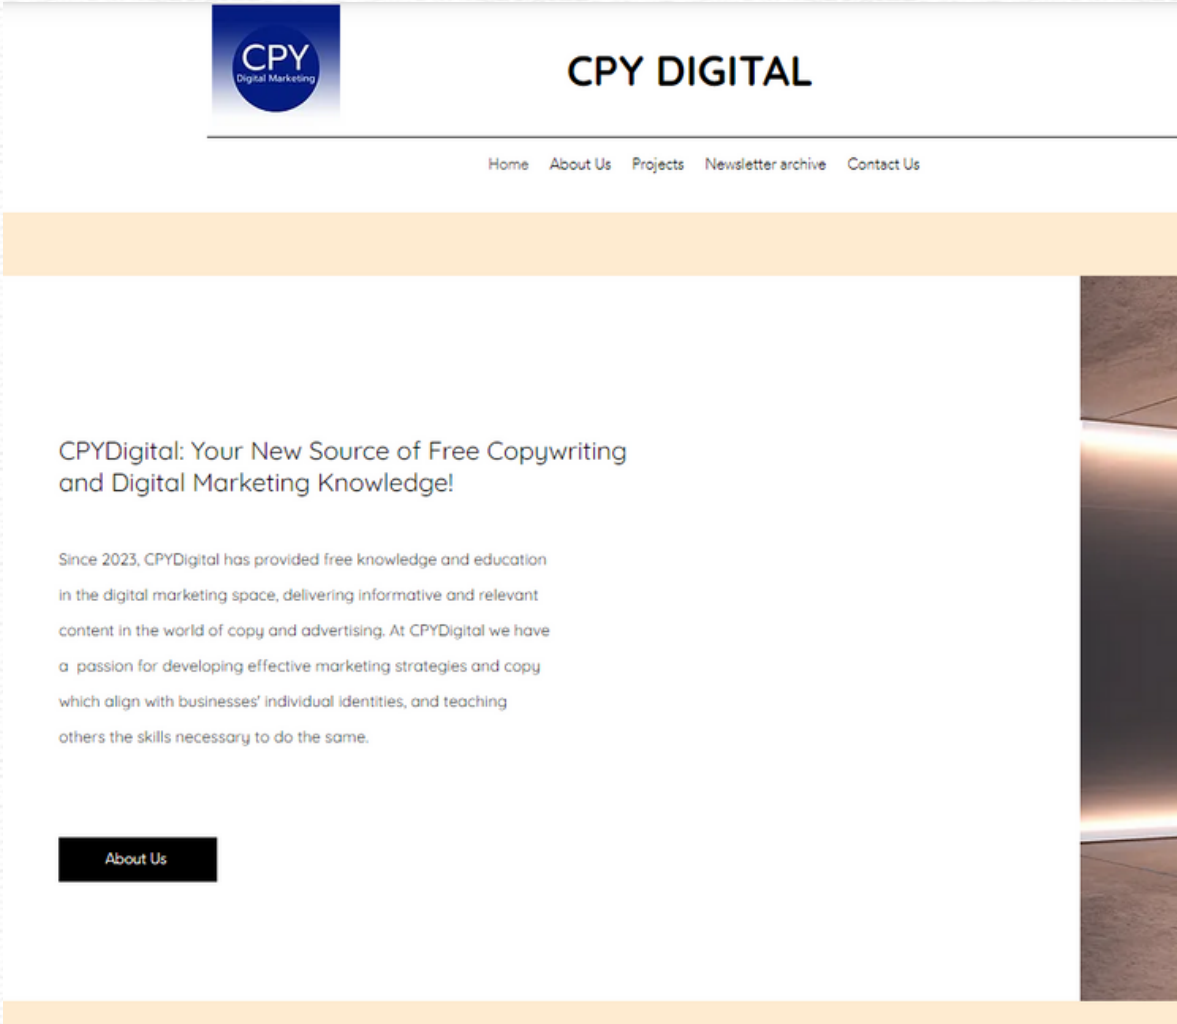 CPY
Digital Marketing
CPY DIGITAL
Home About Us Projects Newsletter archive Contact Us
CPYDigital: Your New Source of Free Copywriting
and Digital Marketing Knowledge!
Since 2023, CPYDigital has provided free knowledge and education
in the digital marketing space, delivering informative and relevant
content in the world of copy and advertising. At CPYDigital we have
a  passion for developing effective marketing strategies and copy
which align with businesses' individual identities, and teaching
others the skills necessary to do the same.
About Us